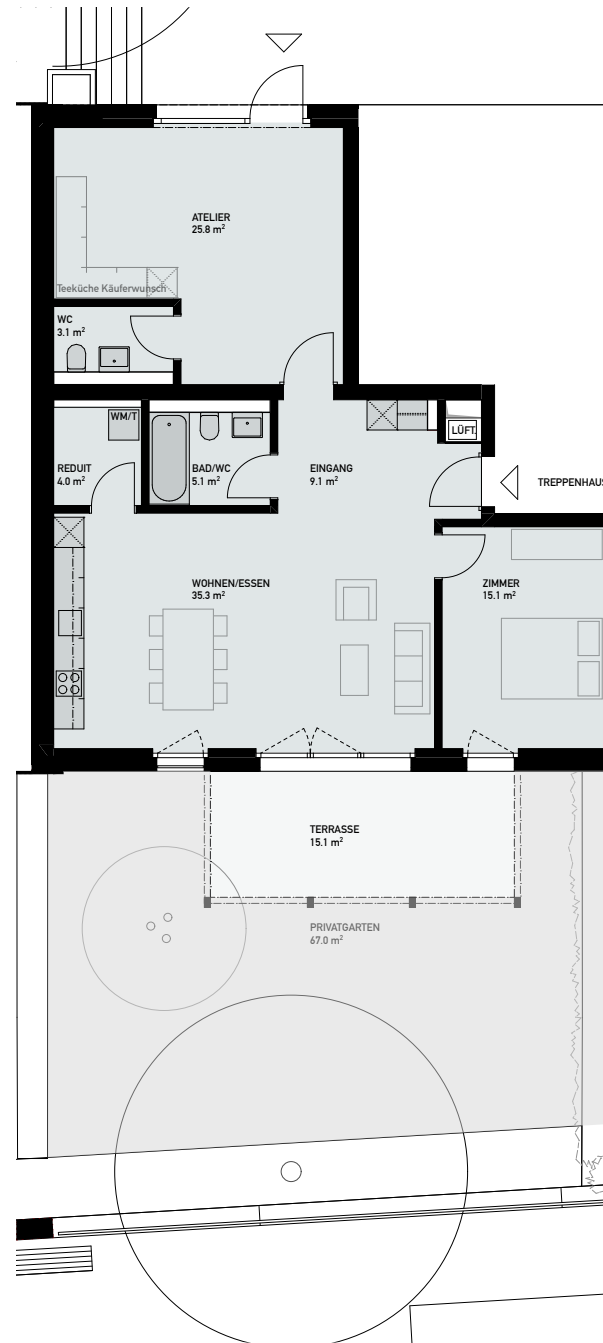 ATELIER
25.8 m²
Teeküche Käuferwunsch
WC
3.1 m²
WM/T
LÜFT.
REDUIT
4.0 m²
BAD/WC
5.1 m²
EINGANG
9.1 m²
TREPPENHAUS
WOHNEN/ESSEN
35.3 m²
ZIMMER
15.1 m²
TERRASSE
15.1 m²
PRIVATGARTEN
67.0 m²